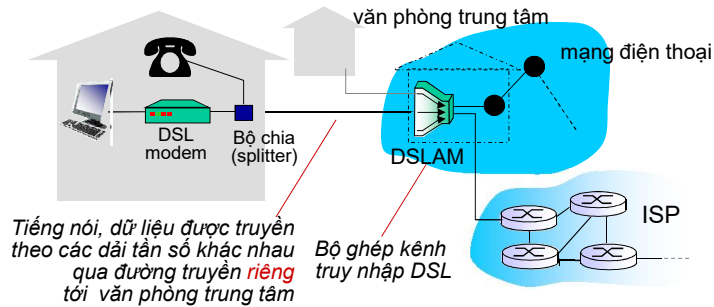 văn phòng trung tâm
mạng điện thoại
DSL
modem
Bộ chia
(splitter)
DSLAM
ISP
Tiếng nói, dữ liệu được truyền
theo các dải tần số khác nhau
qua đường truyền riêng
tới văn phòng trung tâm
Bộ ghép kênh
truy nhập DSL